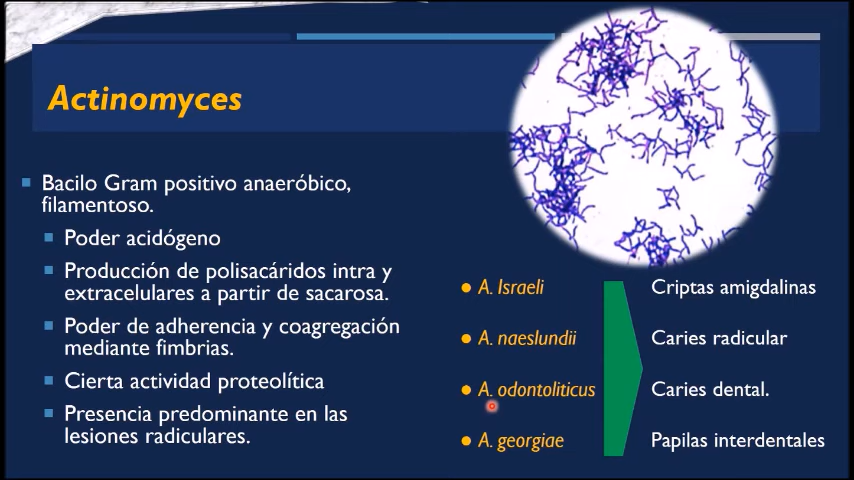 Actinomyces
Bacilo Gram positivo anaeróbico,
filamentoso.
Poder acidógeno
Producción de polisacáridos intra y
extracelulares a partir de sacarosa.
Poder de adherencia y coagregación
mediante fimbrias.
Cierta actividad proteolítica
Presencia predominante en las
lesiones radiculares.
A. Israeli
A. naeslundii
A. odontoliticus
A. georgiae
Criptas amigdalinas
Caries radicular
Caries dental.
Papilas interdentales